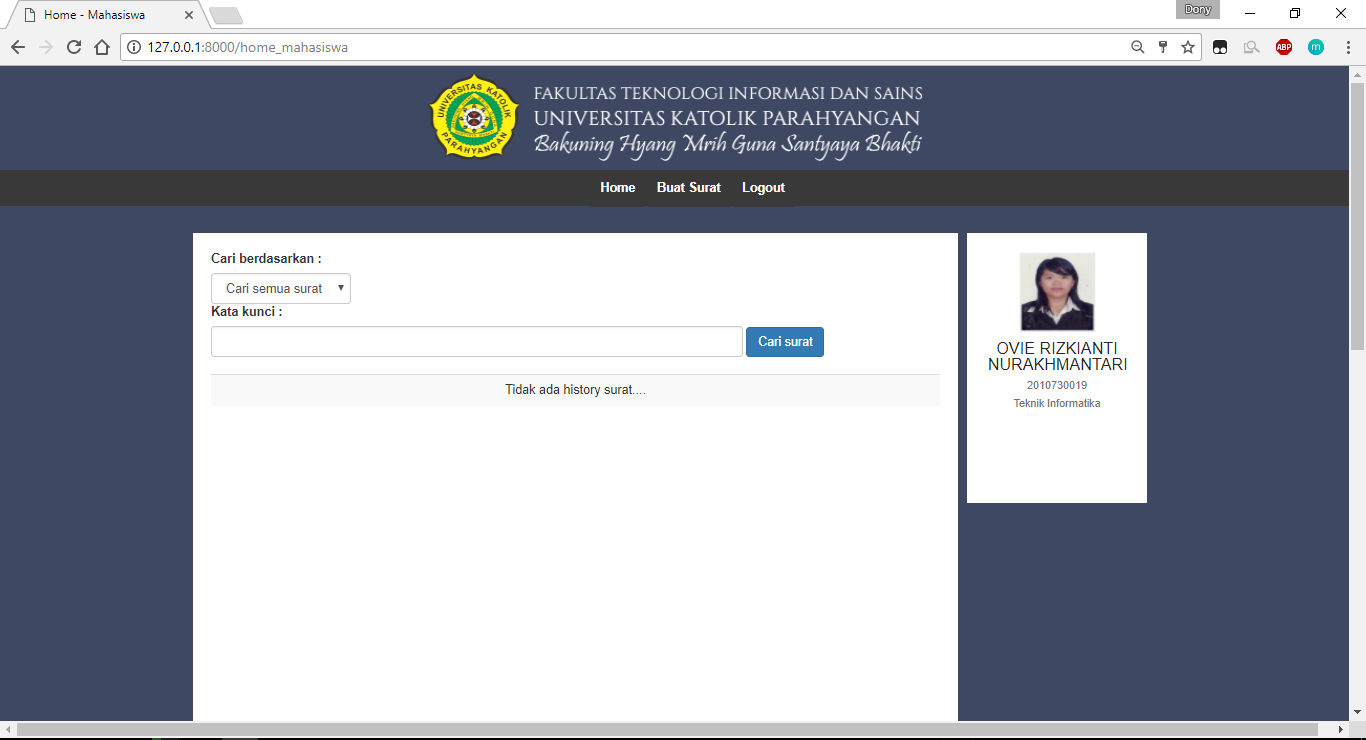 Home - Mahasiswa
Dony
127.0.0.1:8000/home_mahasiswa
ABP
m
UNIVERSITAS KATOLIK
PARAHYANGAN
FAKULTAS TEKNOLOGI INFORMASI DAN SAINS
UNIVERSITAS KATOLIK PARAHYANGAN
Bakuning Hyang Mrih Guna Santyaya Bhakti
Home Buat Surat Logout
Cari berdasarkan :
Cari semua surat
Kata kunci :
Cari surat
Tidak ada history surat....
OVIE RIZKIANTI
NURAKHMANTARI
2010730019
Teknik Informatika